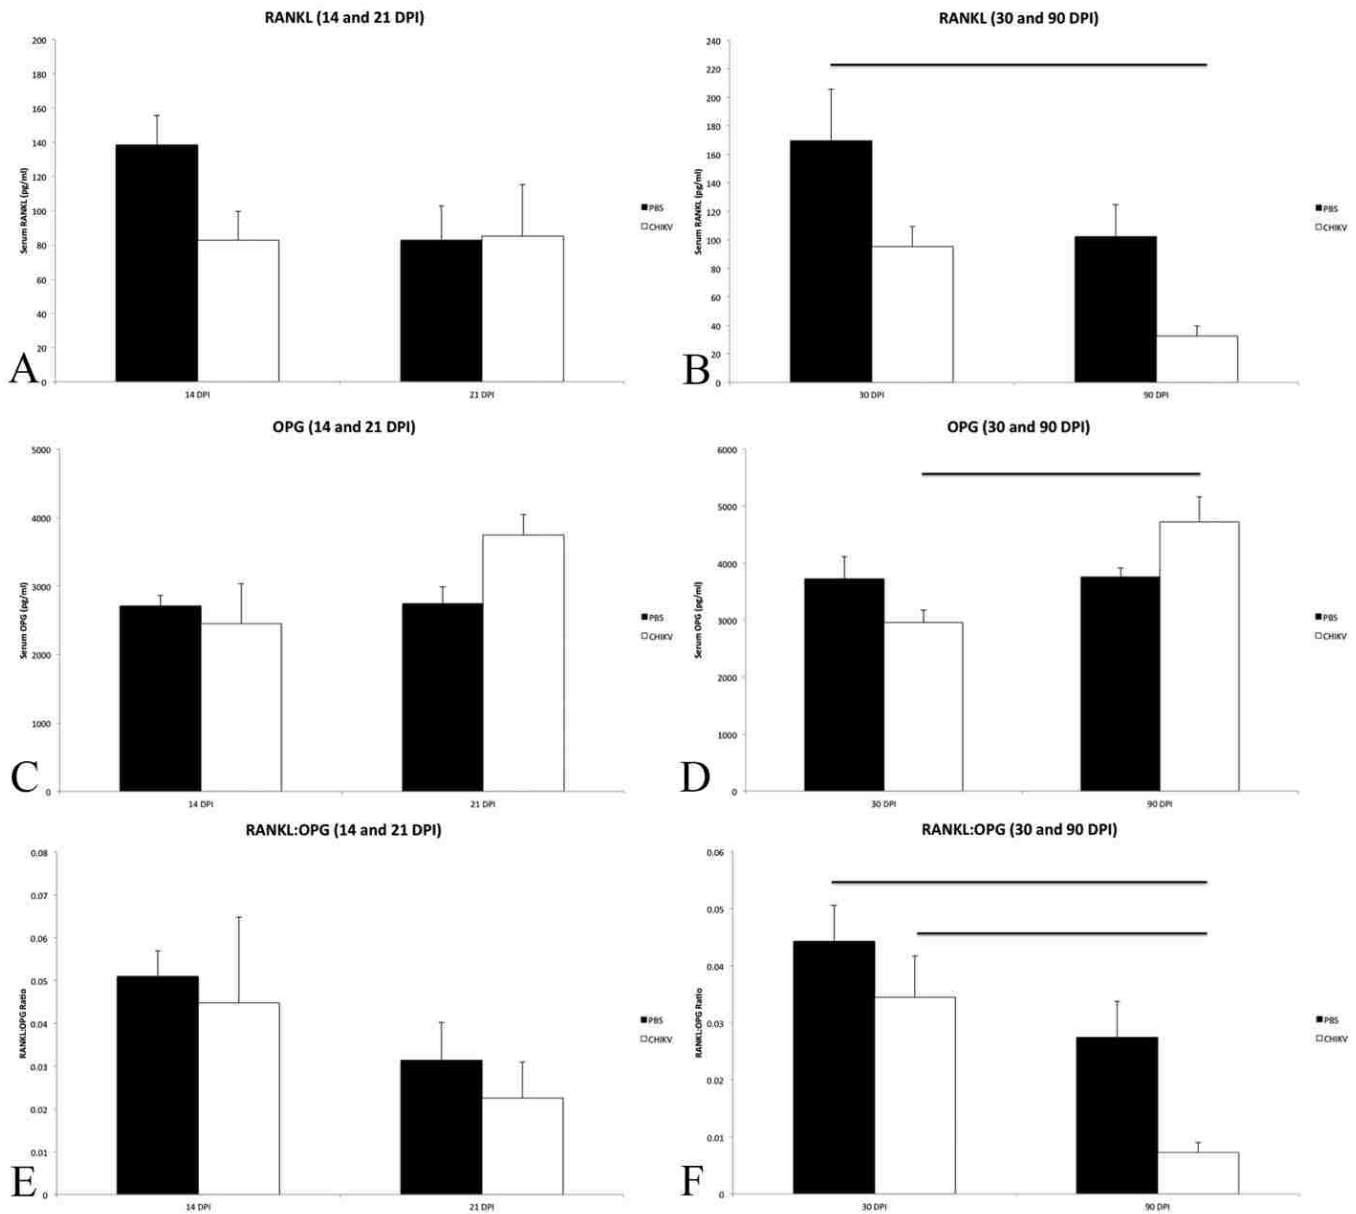 RANKL (14 and 21 DPI)
200
180
160
140
120
100
80
60
40
20
0
Serum RANKL (pg/ml)
14 DPI
21 DPI
PBS
CHIKV
A
RANKL (30 and 90 DPI)
240
220
200
180
160
140
120
100
80
60
40
20
0
Serum RANKL (pg/ml)
30 DPI
90 DPI
PBS
CHIKV
B
OPG (14 and 21 DPI)
5000
4000
3000
2000
1000
0
Serum OPG (pg/ml)
14 DPI
21 DPI
PBS
CHIKV
C
OPG (30 and 90 DPI)
6000
5000
4000
3000
2000
1000
0
Serum OPG (pg/ml)
30 DPI
90 DPI
PBS
CHIKV
D
RANKL:OPG (14 and 21 DPI)
0.08
0.07
0.06
0.05
0.04
0.03
0.02
0.01
0
RANKL:OPG Ratio
14 DPI
21 DPI
PBS
CHIKV
E
RANKL:OPG (30 and 90 DPI)
0.06
0.05
0.04
0.03
0.02
0.01
0
RANKL:OPG Ratio
30 DPI
90 DPI
PBS
CHIKV
F